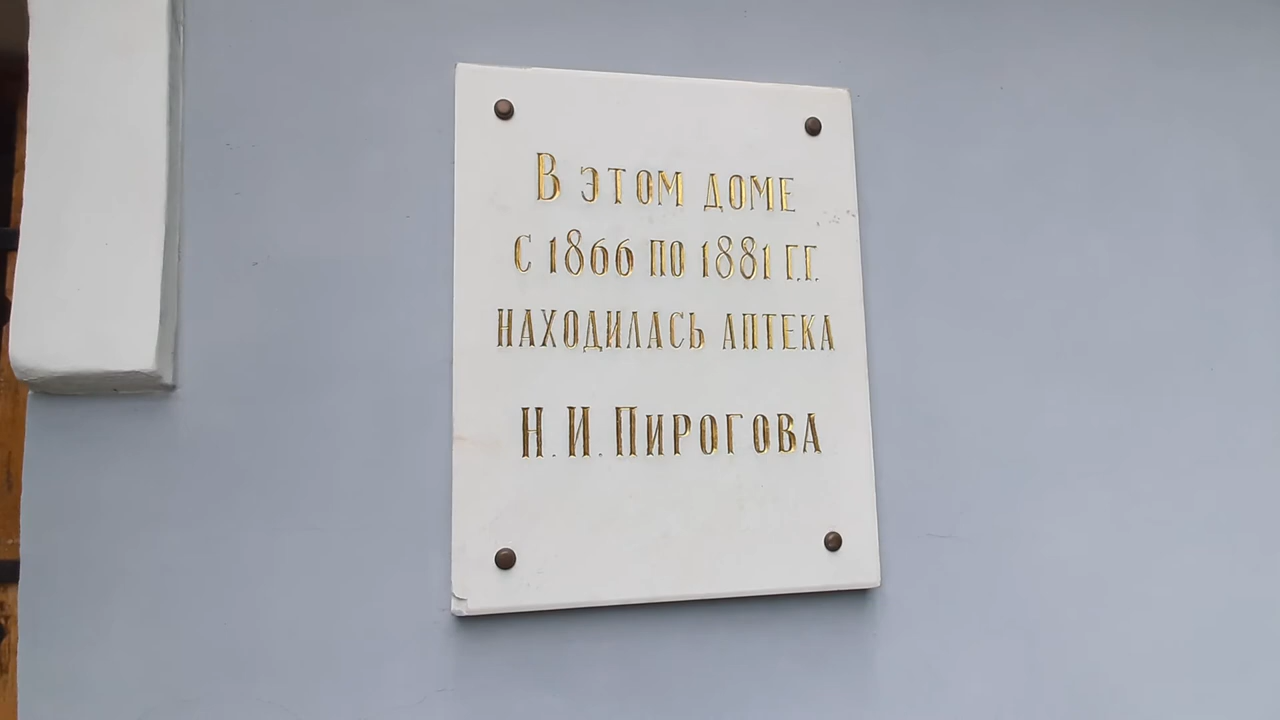 В ЭТОМ ДОМЕ
С 1866 ПО 1881 Г.Г.
НАХОДИЛАСЬ АПТЕКА
Н.И.ПИРОГОВА